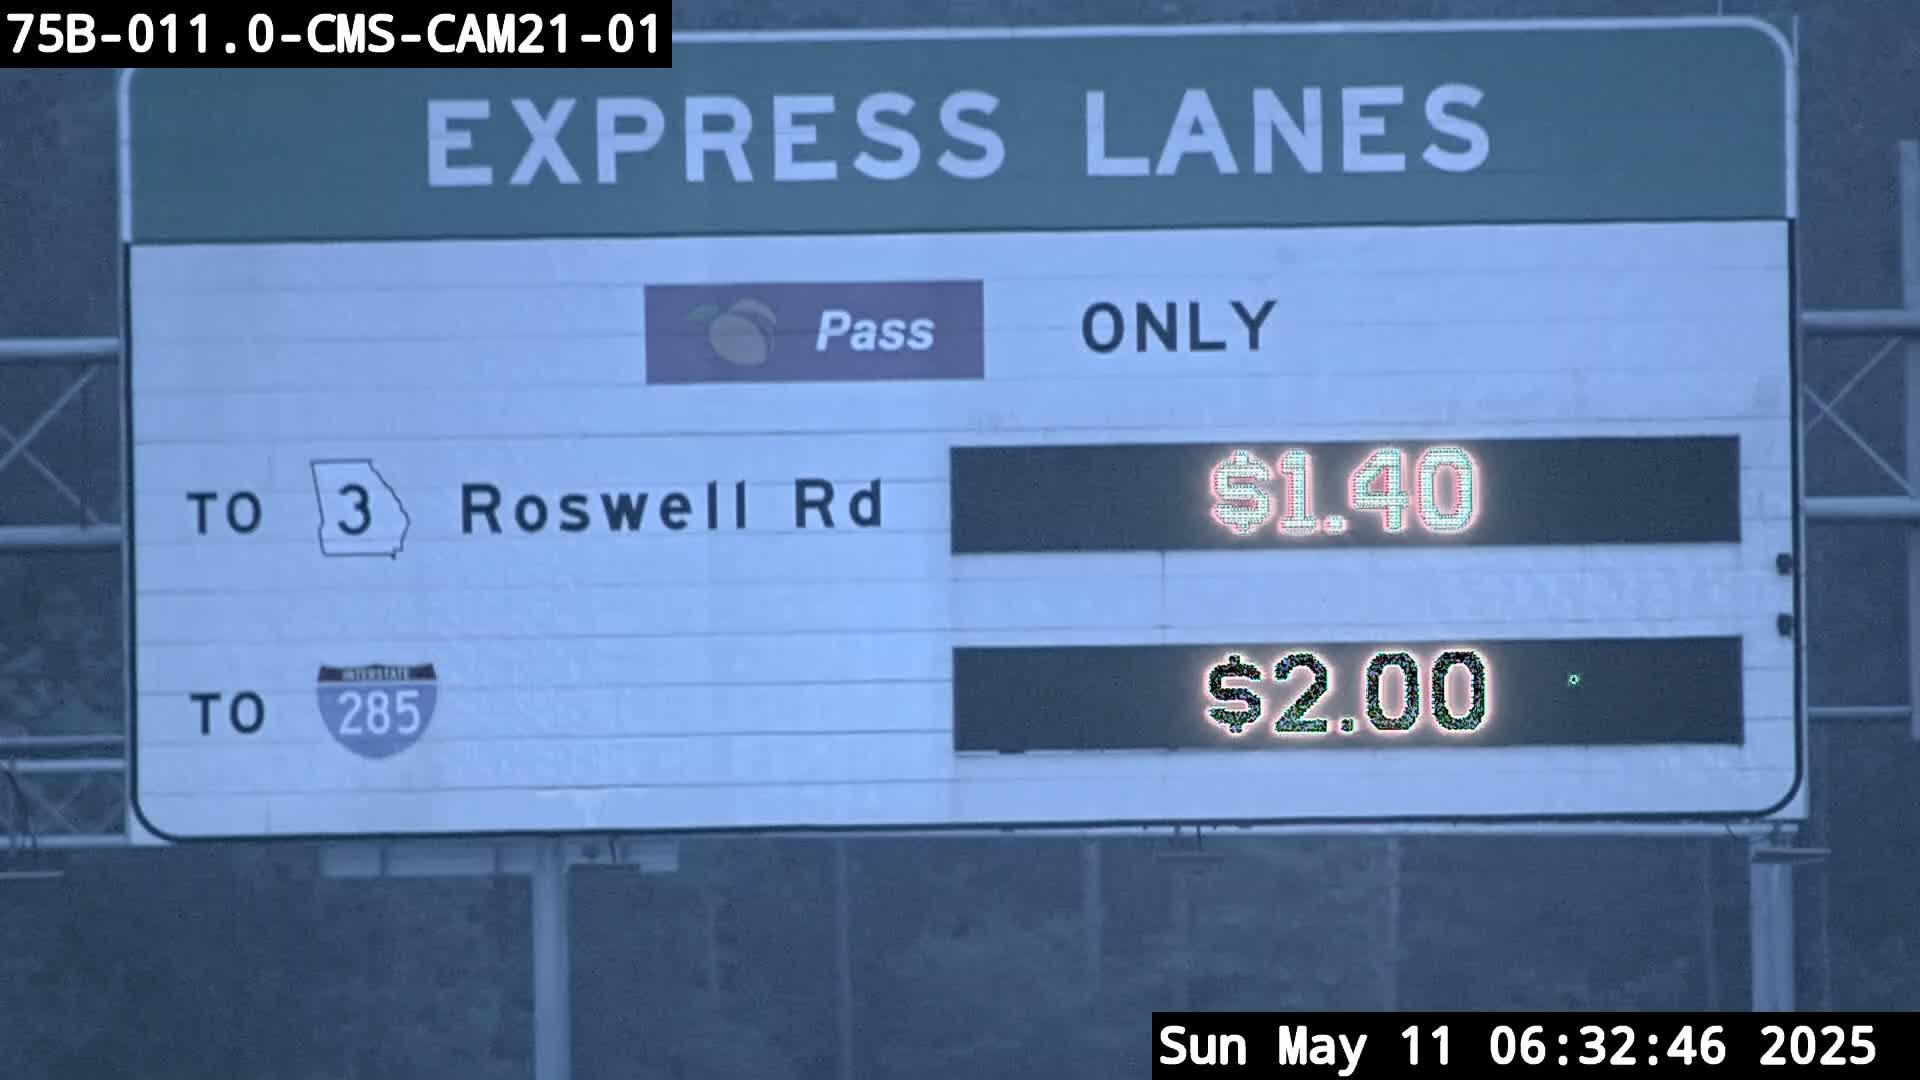 75B-011.0-CMS-CAM21-01
EXPRESS LANES
Pass ONLY
TO 3 Roswell Rd $1.40
INTERSTATE
TO 285 $2.00
Sun May 11 06:32:46 2025